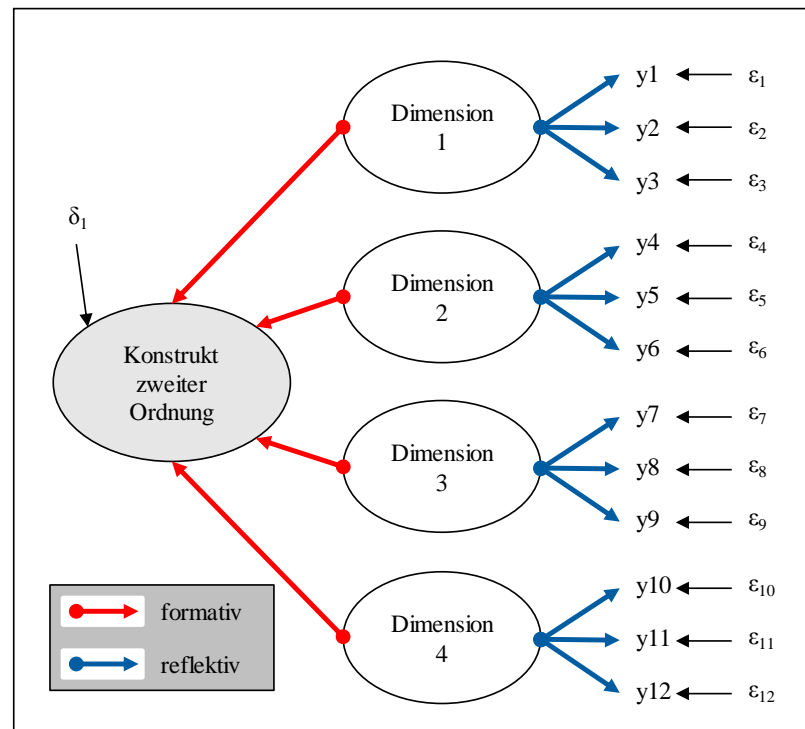 y1
ε1
Dimension
1
y2
ε2
y3
ε3
δ1
y4
ε4
Dimension
2
y5
ε5
y6
ε6
Konstrukt
zweiter
Ordnung
y7
ε7
Dimension
3
y8
ε8
y9
ε9
y10
ε10
Dimension
4
y11
ε11
y12
ε12
formativ
reflektiv